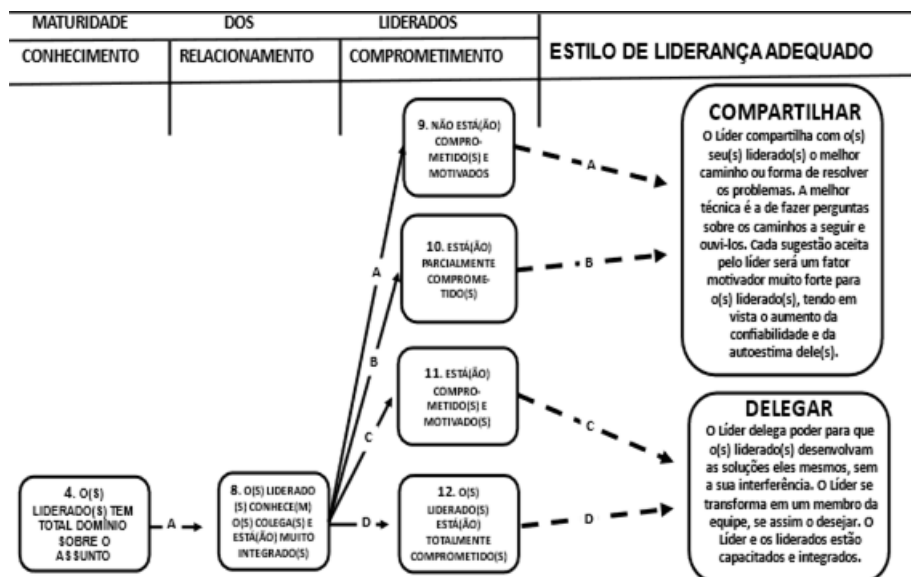 MATURIDADE DOS LIDERADOS
CONHECIMENTO RELACIONAMENTO COMPROMETIMENTO
ESTILO DE LIDERANÇA ADEQUADO
9. NÃO ESTÁ(ÃO)
COMPRO-
METIDO(S) E
MOTIVADOS
A
COMPARTILHAR
O Líder compartilha com o(s)
seu(s) liderado(s) o melhor
caminho ou forma de resolver
os problemas. A melhor
técnica é a de fazer perguntas
sobre os caminhos a seguir e
ouvi-los. Cada sugestão aceita
pelo líder será um fator
motivador muito forte para
o(s) liderado(s), tendo em
vista o aumento da
confiabilidade e da
autoestima dele(s).
A
10. ESTÁ(ÃO)
PARCIALMENTE
COMPROME-
TIDO(S)
B
B
11. ESTÁ(ÃO)
COMPRO-
METIDO(S) E
MOTIVADO(S)
C
C
DELEGAR
O Líder delega poder para que
o(s) liderado(s) desenvolvam
as soluções eles mesmos, sem
a sua interferência. O Líder se
transforma em um membro da
equipe, se assim o desejar. O
Líder e os liderados estão
capacitados e integrados.
4. O(S)
LIDERADO(S) TEM
TOTAL DOMÍNIO
SOBRE O
ASSUNTO
A
8. O(S) LIDERADO
(S) CONHECE(M)
O(S) COLEGA(S) E
ESTÁ(ÃO) MUITO
INTEGRADO(S)
D
12. O(S)
LIDERADO(S)
ESTÁ(ÃO)
TOTALMENTE
COMPROMETIDO(S)
D